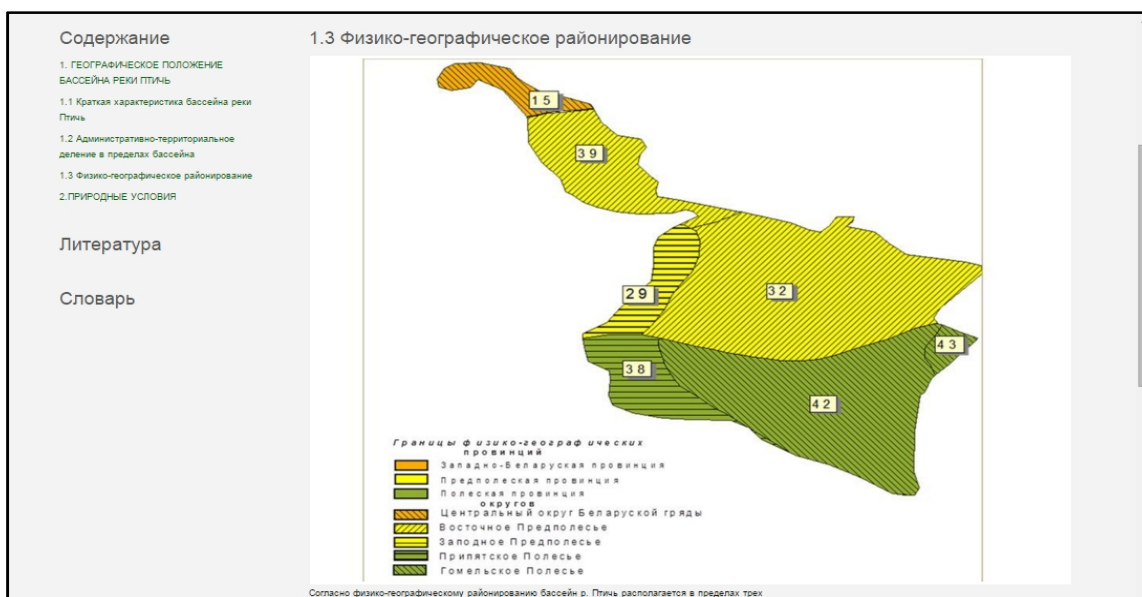 Содержание
1. ГЕОГРАФИЧЕСКОЕ ПОЛОЖЕНИЕ
БАССЕЙНА РЕКИ ПТИЧЬ
1.1 Краткая характеристика бассейна реки
Птичь
1.2 Административно-территориальное
деление в пределах бассейна
1.3 Физико-географическое районирование
2.ПРИРОДНЫЕ УСЛОВИЯ
Литература
Словарь
1.3 Физико-географическое районирование
15
39
29
32
43
38
42
Границы физико-географических
провинций
Западно-Беларуская провинция
Предполеская провинция
Полеская провинция
округов
Центральный округ Беларуской гряды
Восточное Предполесье
Заподное Предполесье
Припятское Полесье
Гомельское Полесье
Согласно физико-географическому районированию бассейн р. Птичь располагается в пределах трех